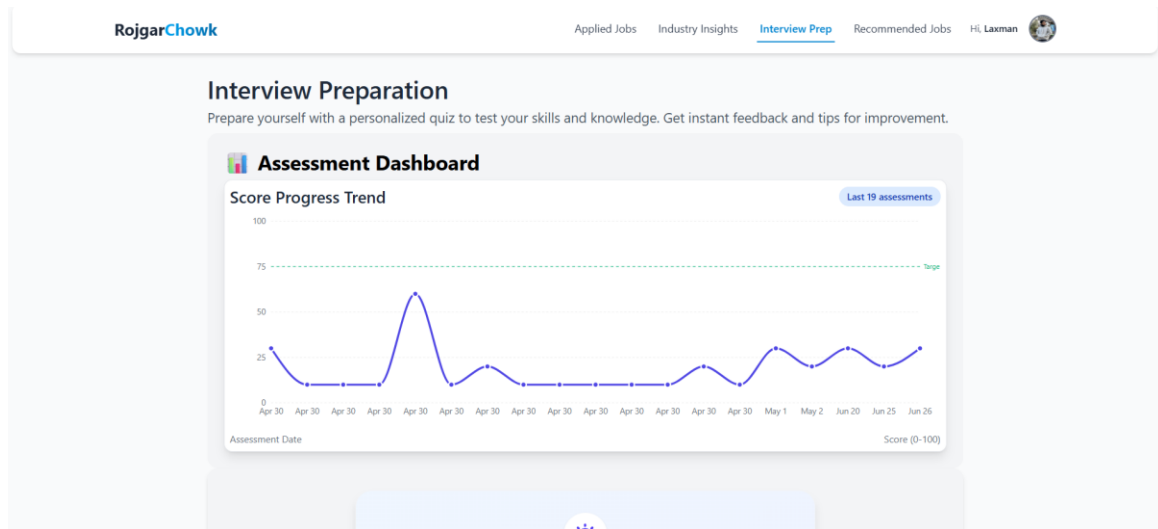 RojgarChowk
Applied Jobs Industry Insights Interview Prep Recommended Jobs Hi, Laxman
Interview Preparation
Prepare yourself with a personalized quiz to test your skills and knowledge. Get instant feedback and tips for improvement.
Assessment Dashboard
Score Progress Trend
Last 19 assessments
100
75
Targe
50
25
0
Apr 30 Apr 30 Apr 30 Apr 30 Apr 30 Apr 30 Apr 30 Apr 30 Apr 30 Apr 30 Apr 30 Apr 30 Apr 30 Apr 30 May 1 May 2 Jun 20 Jun 25 Jun 26
Assessment Date
Score (0-100)